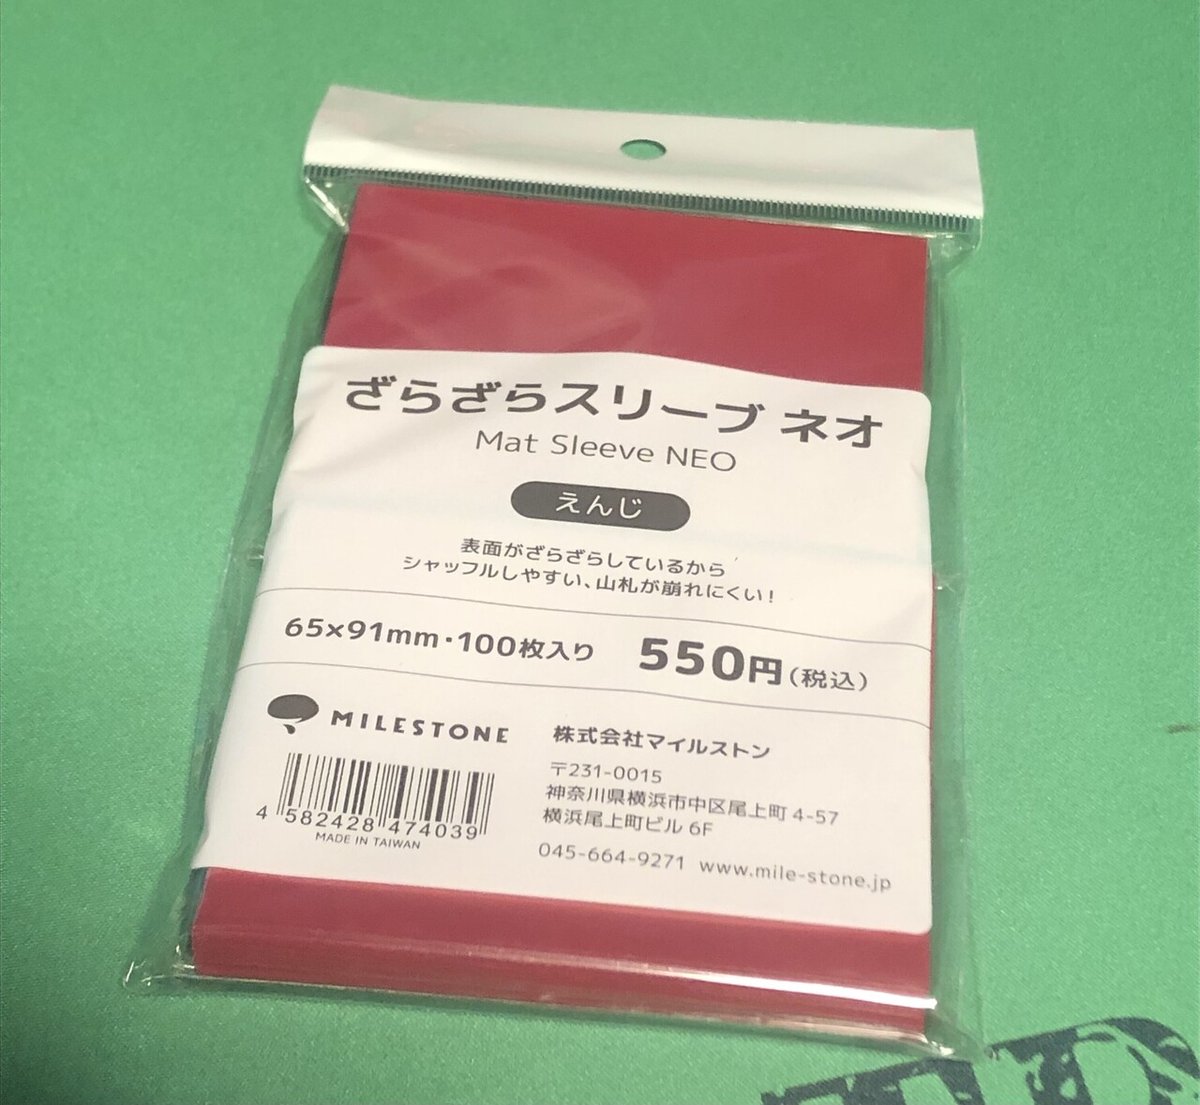 ざらざらスリーブ ネオ
Mat Sleeve NEO
えんじ
表面がざらざらしているから
シャッフルしやすい、山札が崩れにくい!
65×91mm・100枚入り 550円(税込)
MILESTONE
4 582428 474039
MADE IN TAIWAN
株式会社マイルストン
〒231-0015
神奈川県横浜市中区尾上町 4-57
横浜尾上町ビル 6F
045-664-9271 www.mile-stone.jp